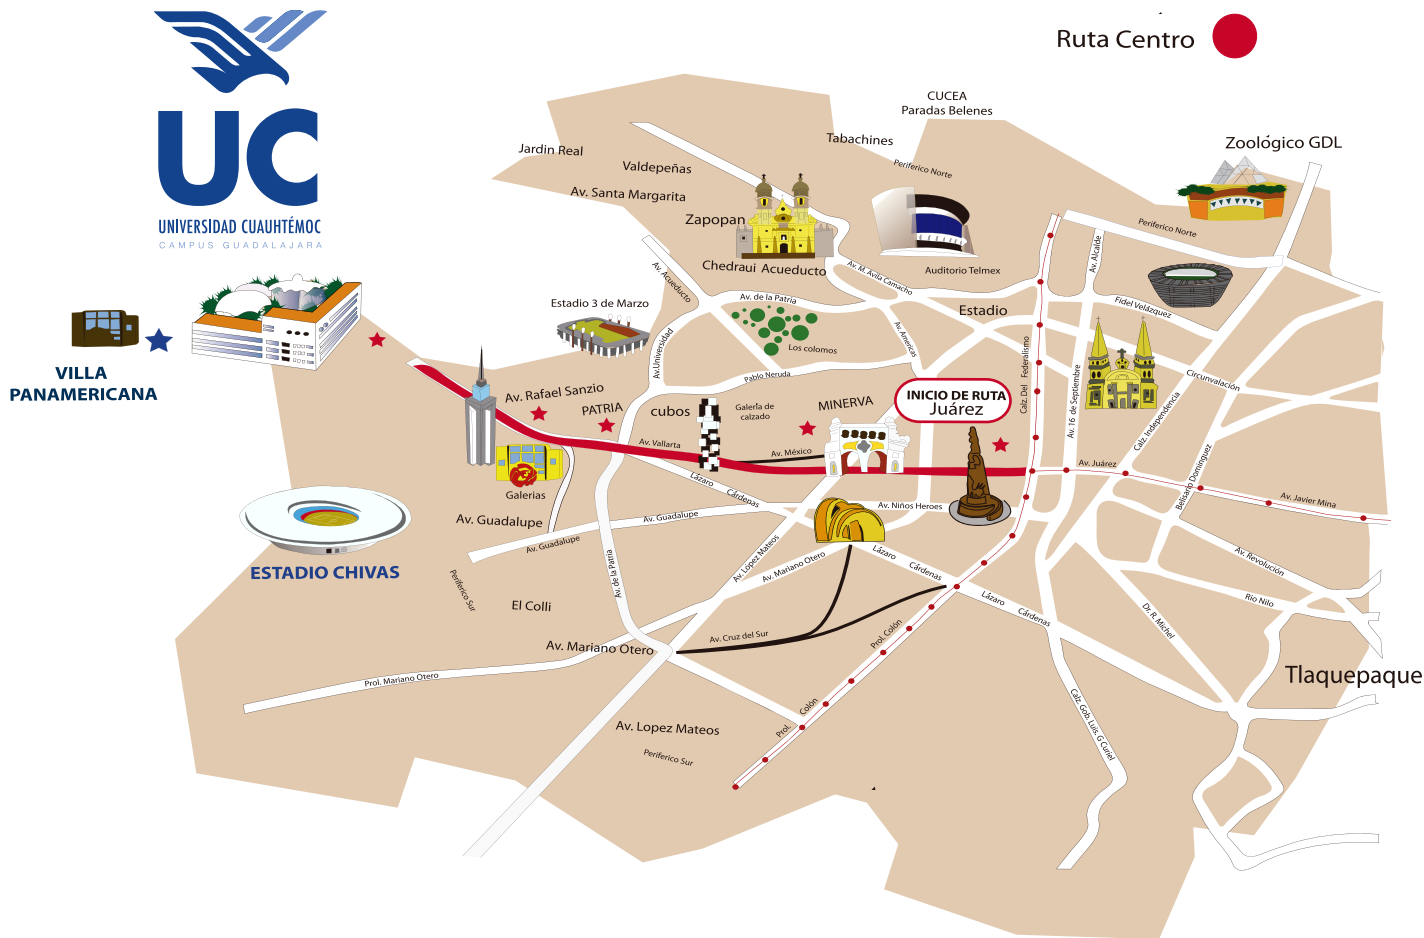 Ruta Centro
UC
UNIVERSIDAD CUAUHTÉMOC
CAMPUS GUADALAJARA
CUCEA
Paradas Belenes
Tabachines
Periferico Norte
Zoológico GDL
Jardin Real
Valdepeñas
Av. Santa Margarita
Zapopan
Chedraui Acueducto
Av. Acueducto
Av. M. Avila Camacho
Auditorio Telmex
Av. Alcalde
Periferico Norte
Av. de la Patria
Estadio
Fidel Velázquez
Estadio 3 de Marzo
Av.Universidad
Los colomos
Av. Americas
Calz. Del Federalismo
Av. 16 de Septiembre
Circunvalación
Calz. Independencia
Belisario Dominguez
Pablo Neruda
VILLA
PANAMERICANA
Av. Rafael Sanzio
PATRIA
cubos
Galería de
calzado
MINERVA
INICIO DE RUTA
Juárez
Av. Vallarta
Av. México
Av. Juárez
Av. Javier Mina
Galerias
Lázaro Cárdenas
Av. Niños Heroes
Av. Guadalupe
Av. Guadalupe
Av. Guadalupe
ESTADIO CHIVAS
Periferico Sur
El Colli
Av. de la Patria
Av. Lopez Mateos
Av. Mariano Otero
Lázaro Cárdenas
Lázaro Cárdenas
Av. Revolución
Rio Nilo
Dr. R. Michel
Av. Cruz del Sur
Prol. Colón
Av. Mariano Otero
Prol. Mariano Otero
Tlaquepaque
Prol. Colón
Calz. Gob. Luis. G Curiel
Av. Lopez Mateos
Periferico Sur